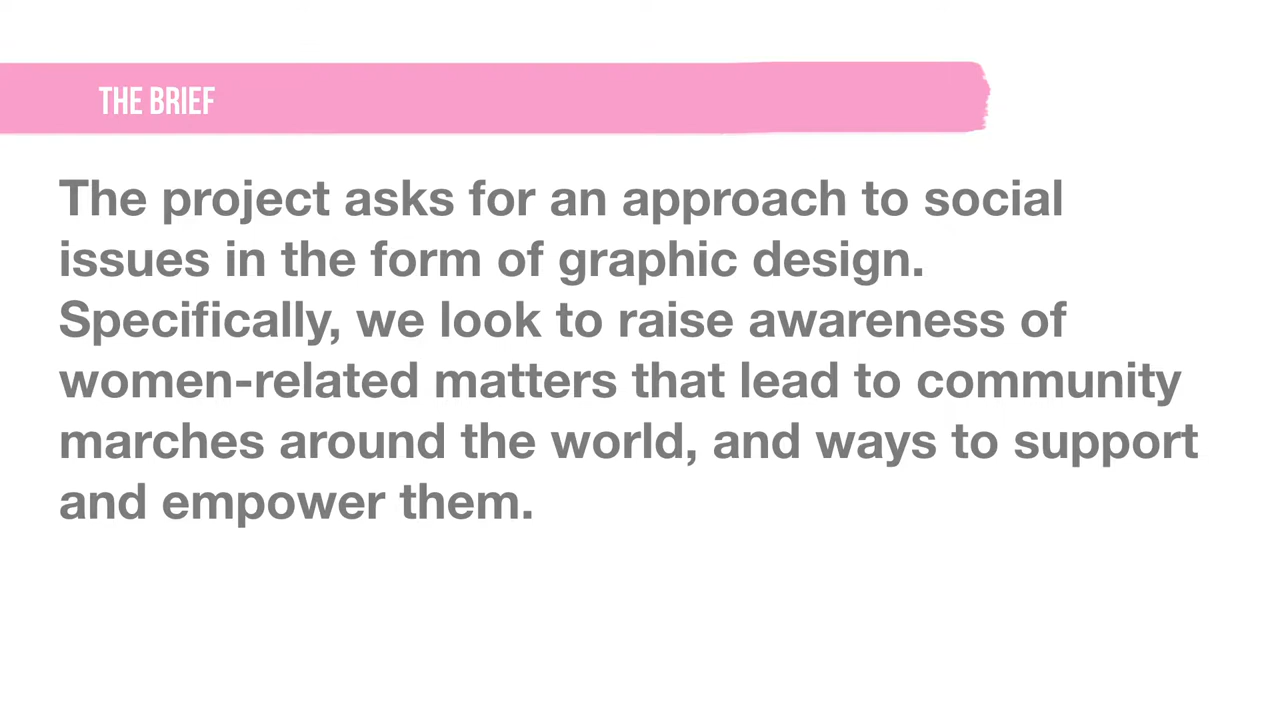 THE BRIEF
The project asks for an approach to social
issues in the form of graphic design.
Specifically, we look to raise awareness of
women-related matters that lead to community
marches around the world, and ways to support
and empower them.